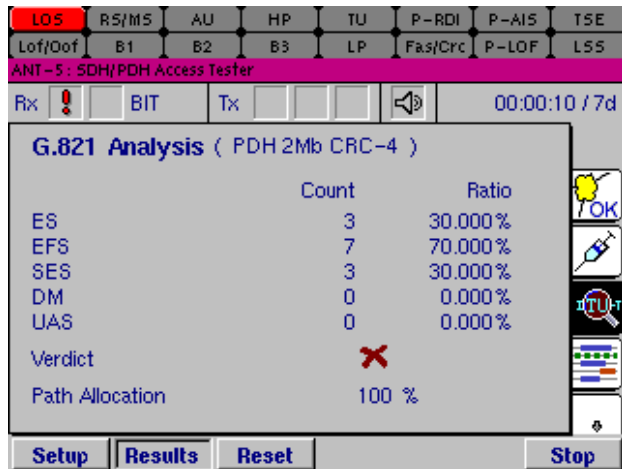 LOS RS/MS AU HP TU P-RDI P-AIS TSE
Lof/Oof B1 B2 B3 LP Fas/Crc P-LOF LSS
ANT-5: SDH/PDH Access Tester
Rx BIT Tx 00:00:10 / 7d
G.821 Analysis ( PDH 2Mb CRC-4 )
Count Ratio
OK
ES 3 30.000%
EFS 7 70.000%
SES 3 30.000%
DM 0 0.000%
UAS 0 0.000%
ITU-T
Verdict
Path Allocation 100 %
Setup Results Reset Stop